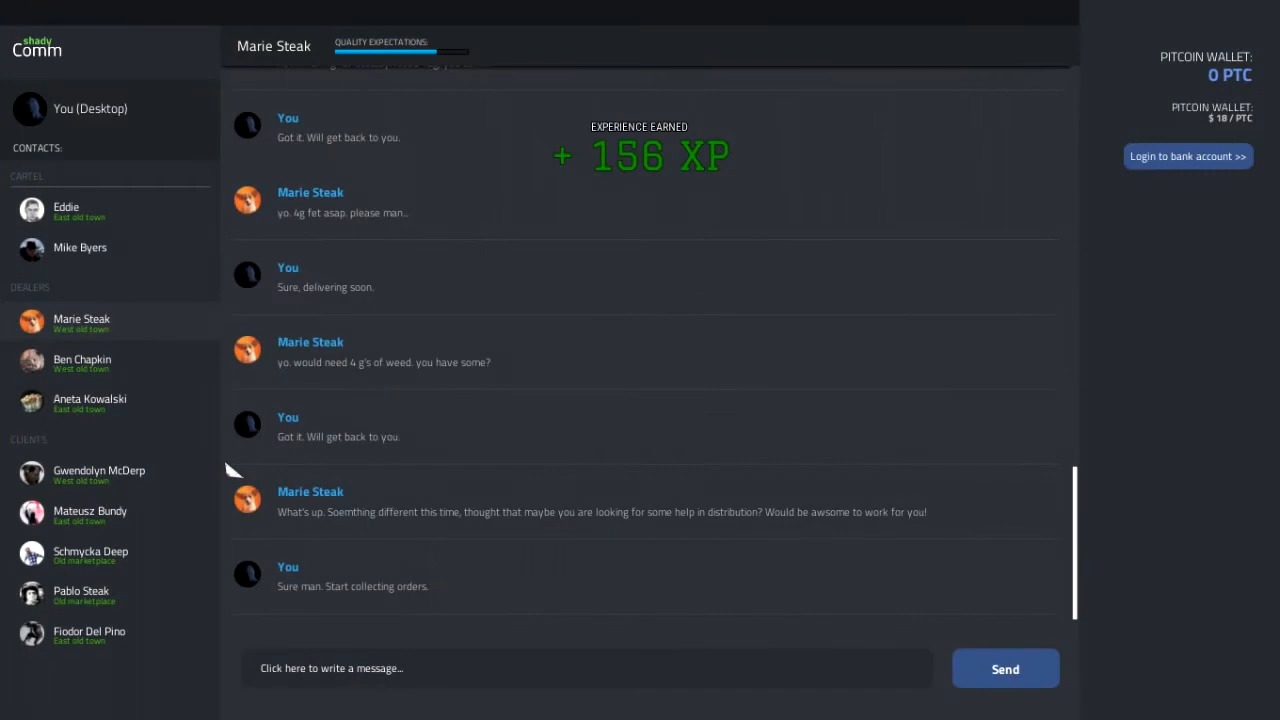 shady
Comm
You (Desktop)
CONTACTS:
CARTEL
Eddie
East old town
Mike Byers
DEALERS
Marie Steak
West old town
Ben Chapkin
West old town
Aneta Kowalski
East old town
CLIENTS
Gwendolyn McDerp
West old town
Mateusz Bundy
East old town
Schmycka Deep
Old marketplace
Pablo Steak
Old marketplace
Fiodor Del Pino
East old town
Marie Steak
QUALITY EXPECTATIONS:
You
Got it. Will get back to you.
EXPERIENCE EARNED
+ 156 XP
Marie Steak
yo. 4g fet asap. please man...
You
Sure, delivering soon.
Marie Steak
yo. would need 4 g's of weed. you have some?
You
Got it. Will get back to you.
Marie Steak
What's up. Soemthing different this time, thought that maybe you are looking for some help in distribution? Would be awsome to work for you!
You
Sure man. Start collecting orders.
Click here to write a message...
Send
PITCOIN WALLET:
0 PTC
PITCOIN WALLET:
$ 18 / PTC
Login to bank account >>